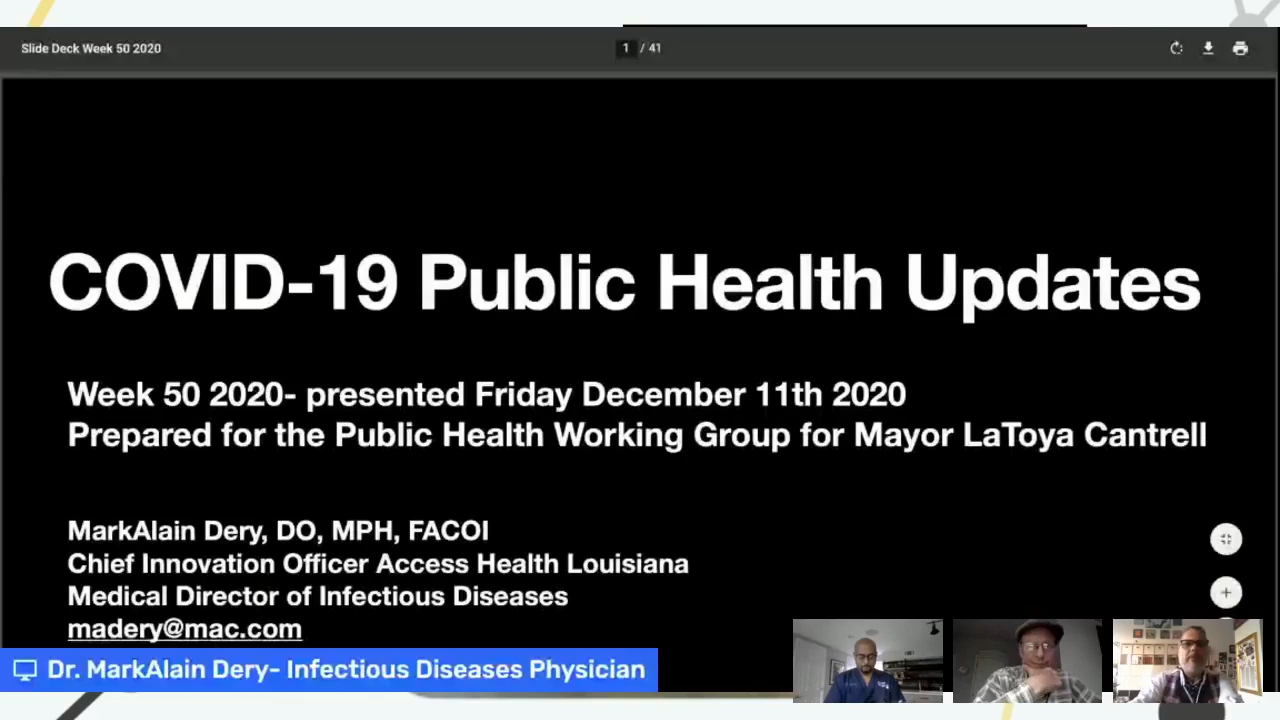 Slide Deck Week 50 2020
1 / 41
COVID-19 Public Health Updates
Week 50 2020- presented Friday December 11th 2020
Prepared for the Public Health Working Group for Mayor LaToya Cantrell
MarkAlain Dery, DO, MPH, FACOI
Chief Innovation Officer Access Health Louisiana
Medical Director of Infectious Diseases
madery@mac.com
Dr. MarkAlain Dery- Infectious Diseases Physician